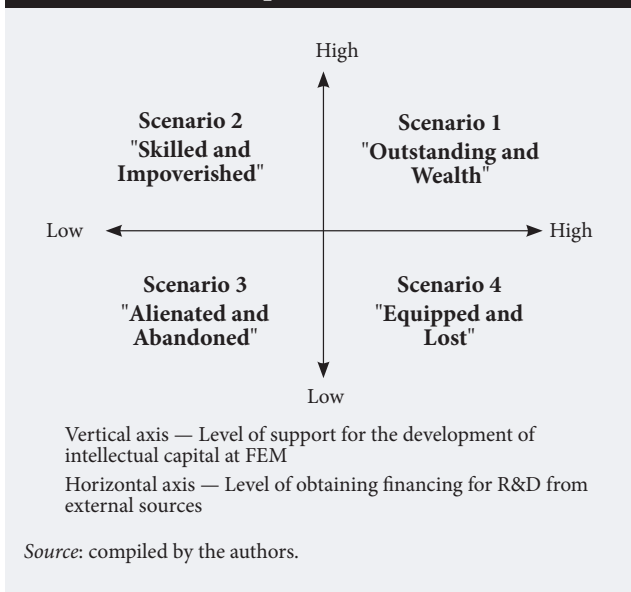 High
Scenario 2
"Skilled and
Impoverished"
Scenario 1
"Outstanding and
Wealth"
Low
High
Scenario 3
"Alienated and
Abandoned"
Scenario 4
"Equipped and
Lost"
Low
Vertical axis — Level of support for the development of
intellectual capital at FEM
Horizontal axis — Level of obtaining financing for R&D from
external sources
Source: compiled by the authors.